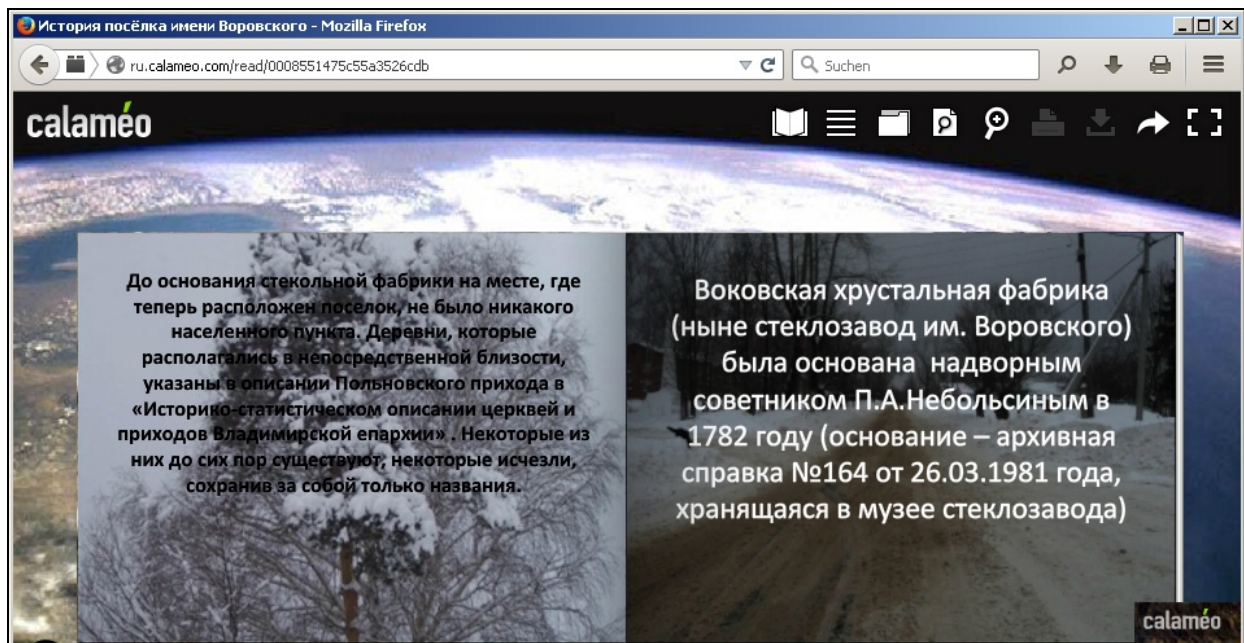 История посёлка имени Воровского - Mozilla Firefox
ru.calameo.com/read/0008551475c55a3526cdb
Suchen
calaméo
До основания стекольной фабрики на месте, где
теперь расположен поселок, не было никакого
населенного пункта. Деревни, которые
располагались в непосредственной близости,
указаны в описании Польновского прихода в
«Историко-статистическом описании церквей и
приходов Владимирской епархии» . Некоторые из
них до сих пор существуют, некоторые исчезли,
сохранив за собой только названия.
Воковская хрустальная фабрика
(ныне стеклозавод им. Воровского)
была основана надворным
советником П.А.Небольсиным в
1782 году (основание – архивная
справка №164 от 26.03.1981 года,
хранящаяся в музее стеклозавода)
calaméo